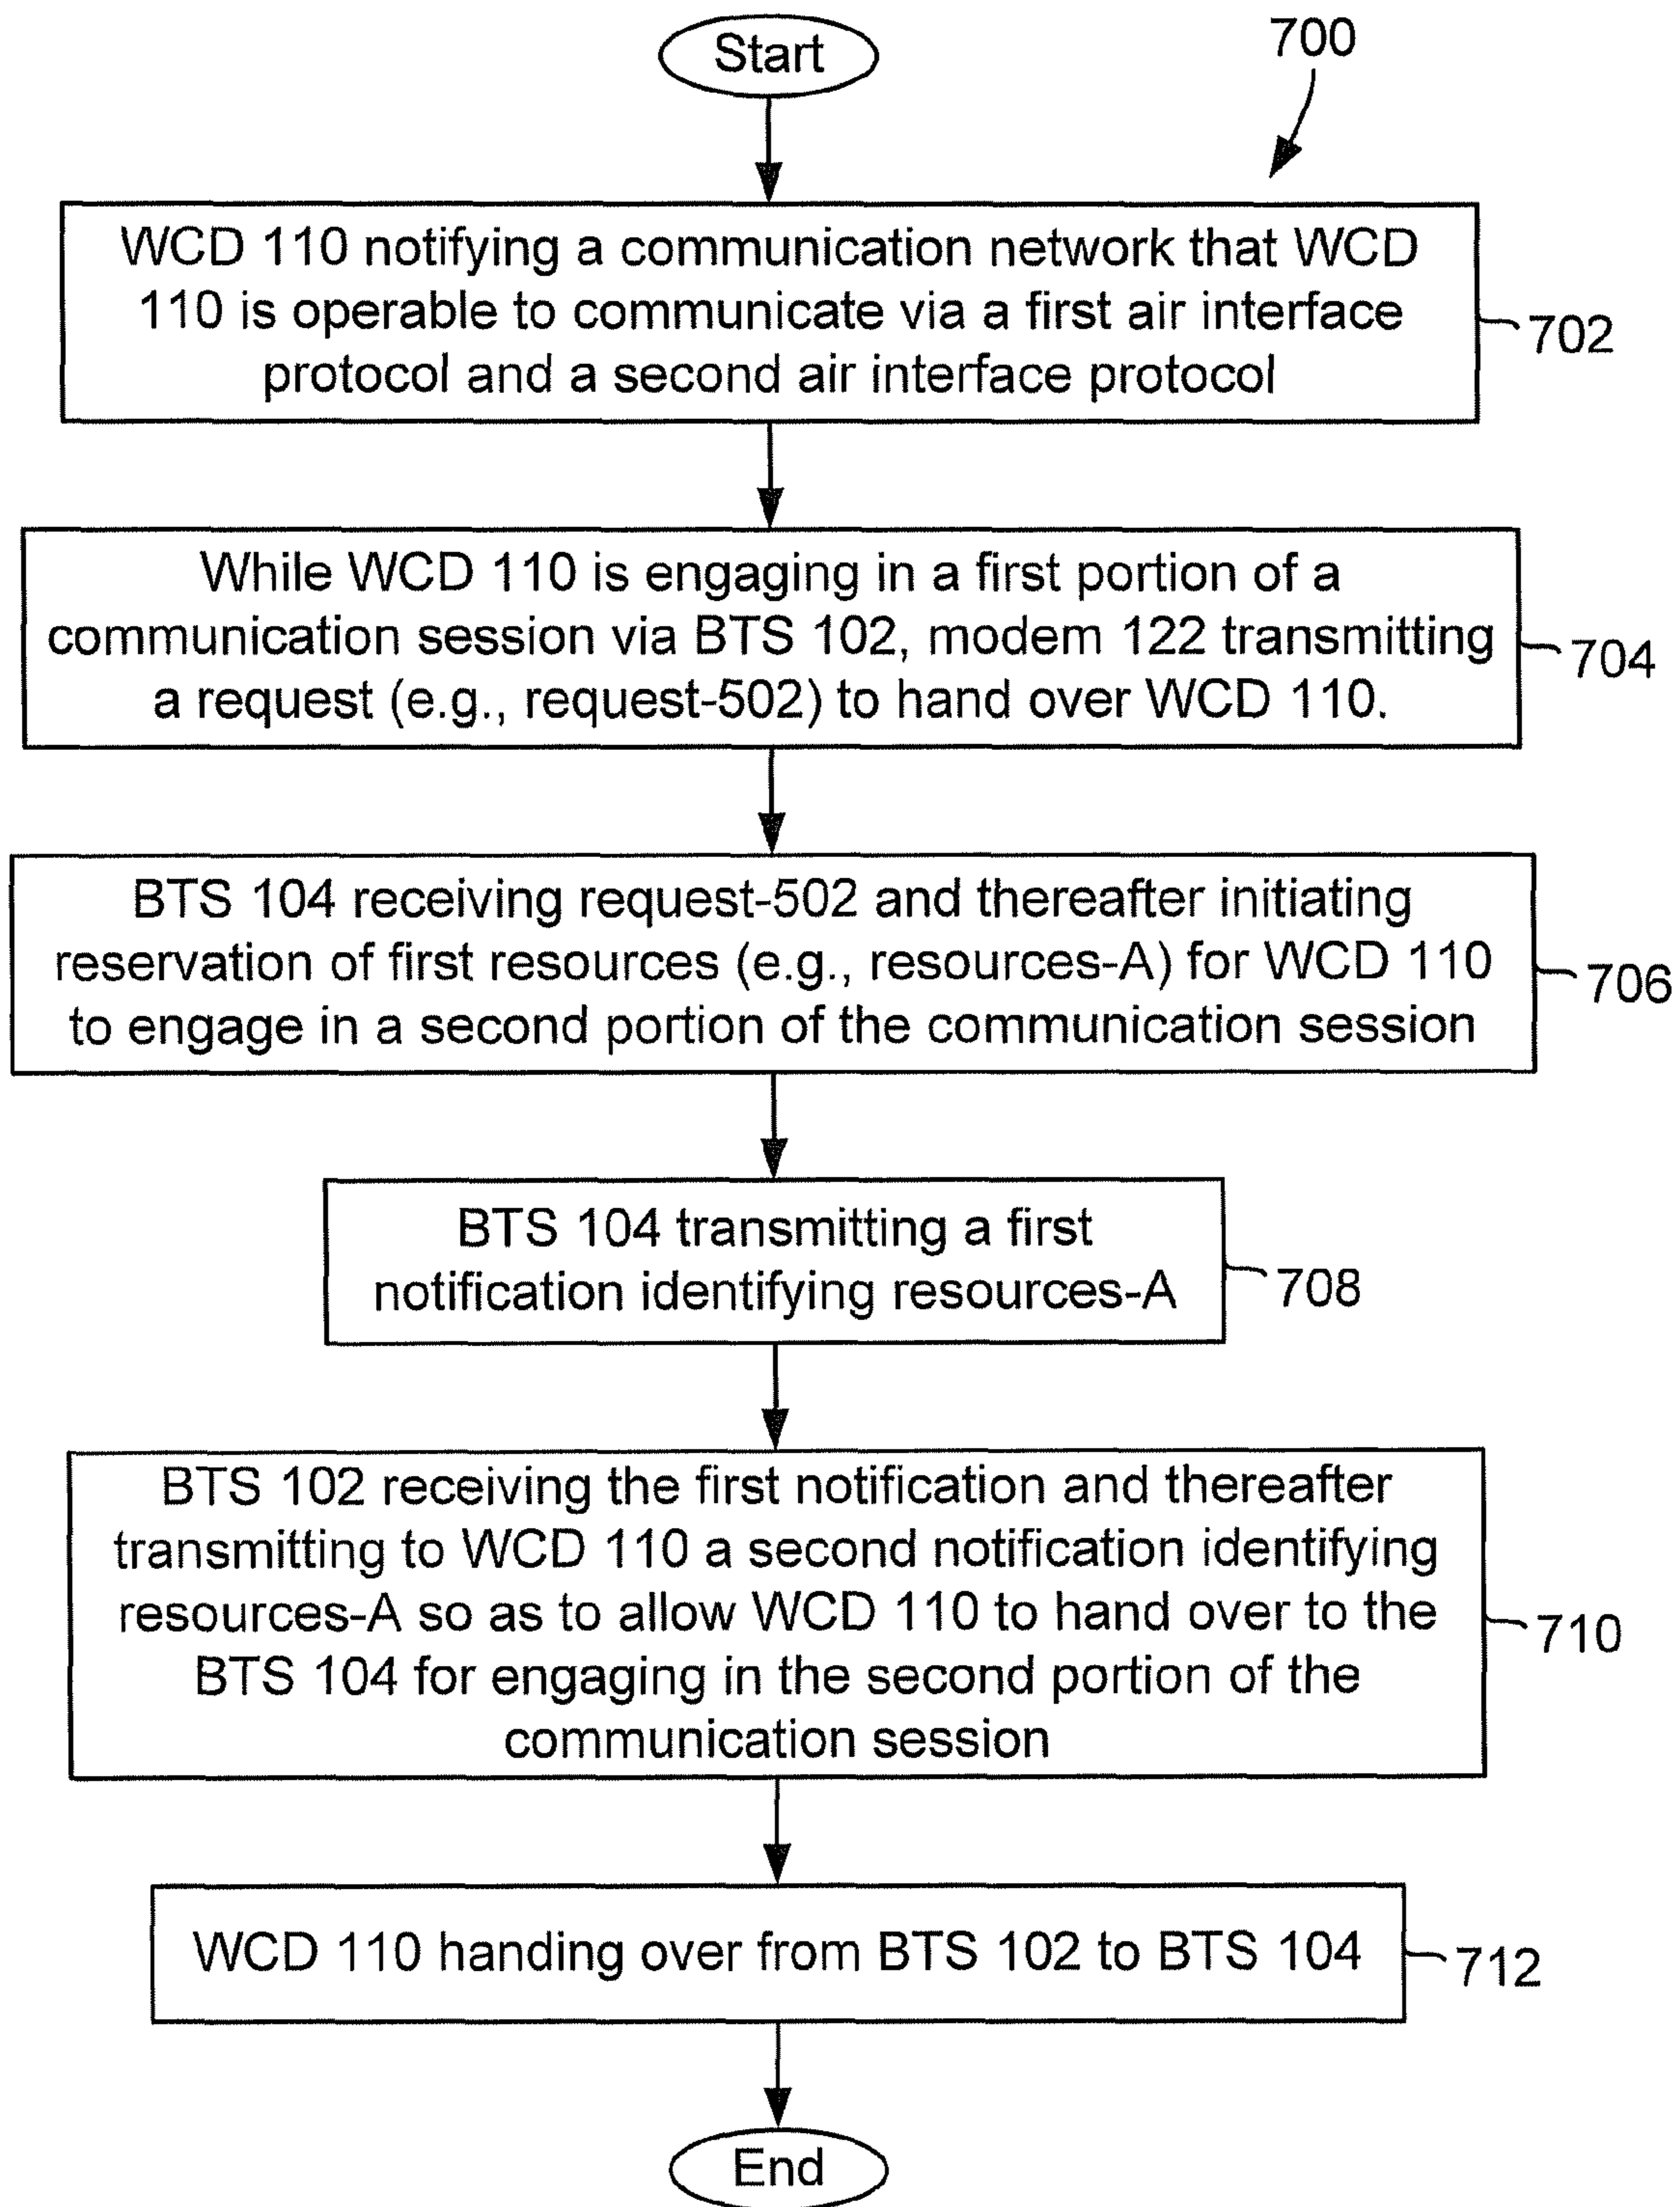 Start
700
WCD 110 notifying a communication network that WCD
110 is operable to communicate via a first air interface
protocol and a second air interface protocol
702
While WCD 110 is engaging in a first portion of a
communication session via BTS 102, modem 122 transmitting
a request (e.g., request-502) to hand over WCD 110.
704
BTS 104 receiving request-502 and thereafter initiating
reservation of first resources (e.g., resources-A) for WCD 110
to engage in a second portion of the communication session
706
BTS 104 transmitting a first
notification identifying resources-A
708
BTS 102 receiving the first notification and thereafter
transmitting to WCD 110 a second notification identifying
resources-A so as to allow WCD 110 to hand over to the
BTS 104 for engaging in the second portion of the
communication session
710
WCD 110 handing over from BTS 102 to BTS 104
712
End